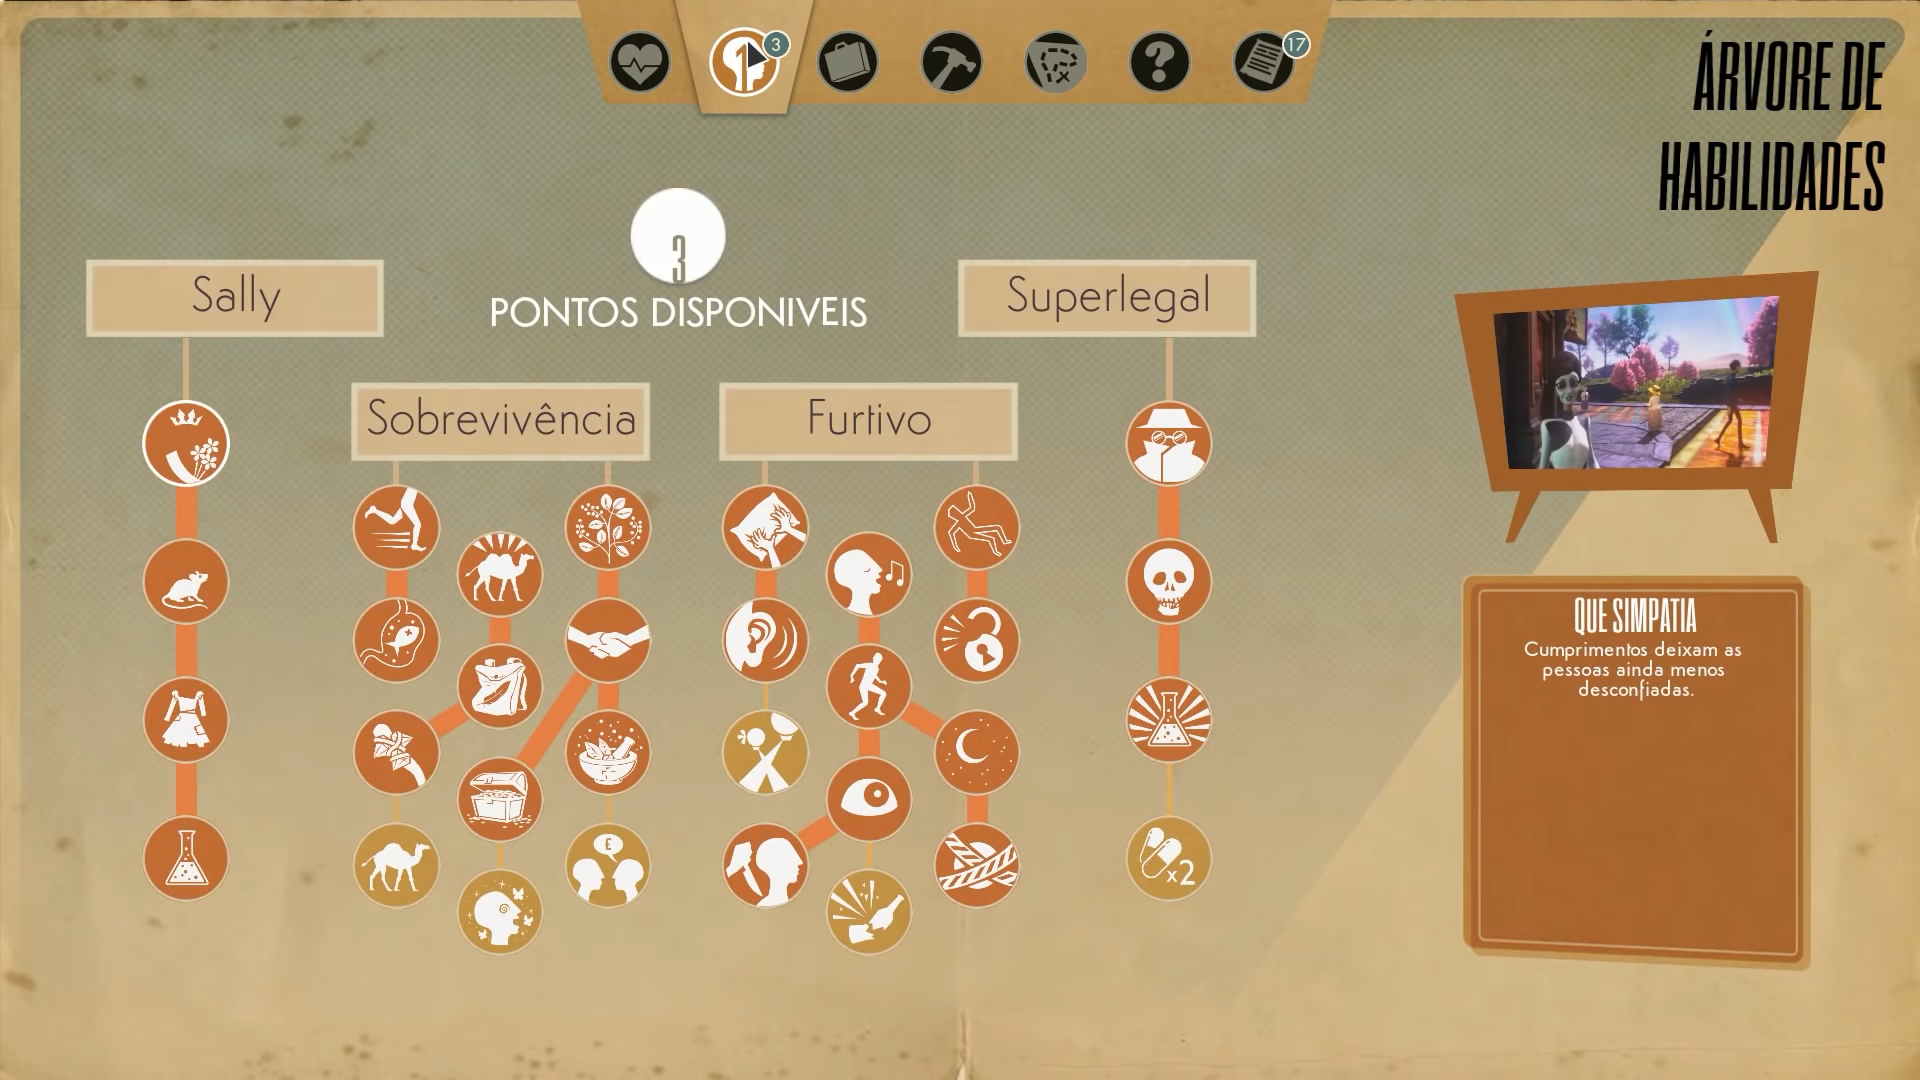 3
17
ÁRVORE DE
HABILIDADES
3
PONTOS DISPONIVEIS
Sally
Superlegal
Sobrevivência
Furtivo
£
x2
QUE SIMPATIA
Cumprimentos deixam as
pessoas ainda menos
desconfiadas.